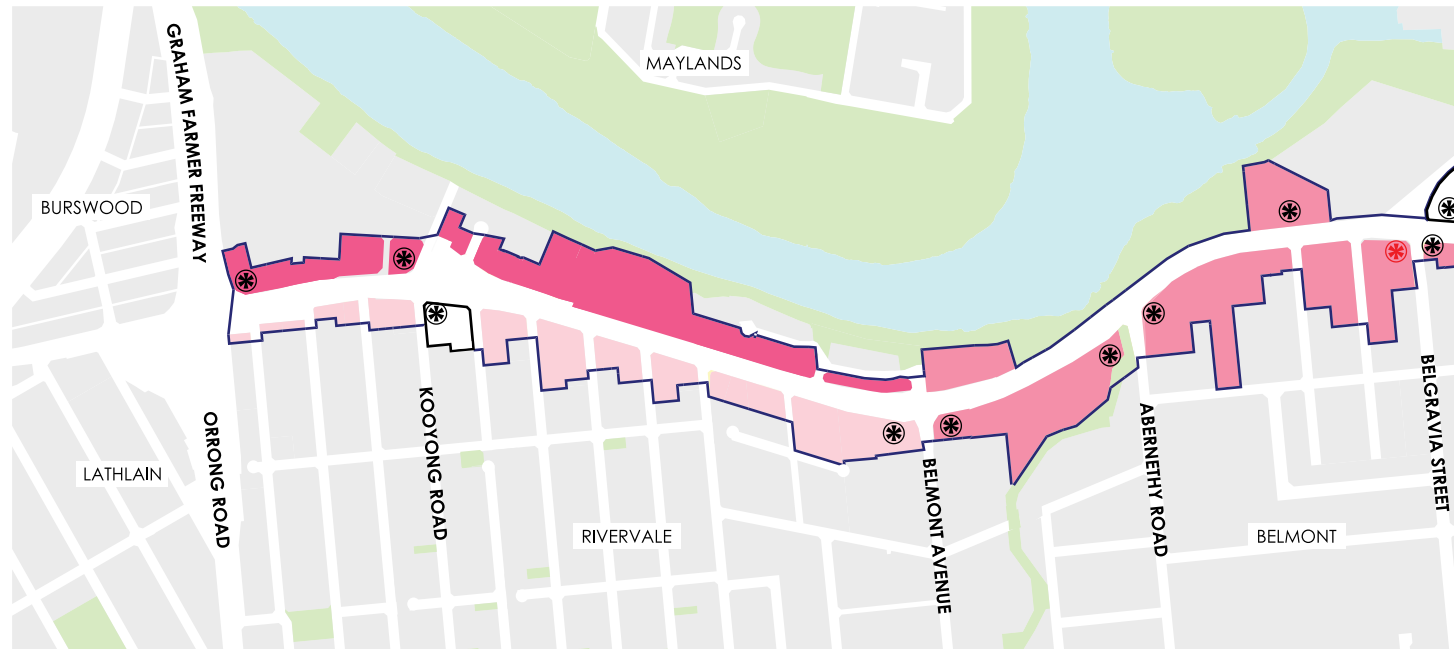 MAYLANDS
GRAHAM FARMER FREEWAY
BURSWOOD
LATHLAIN
ORRONG ROAD
KOOYONG ROAD
RIVERVALE
BELMONT AVENUE
ABERNETHY ROAD
BELGRAVIA STREET
BELMONT